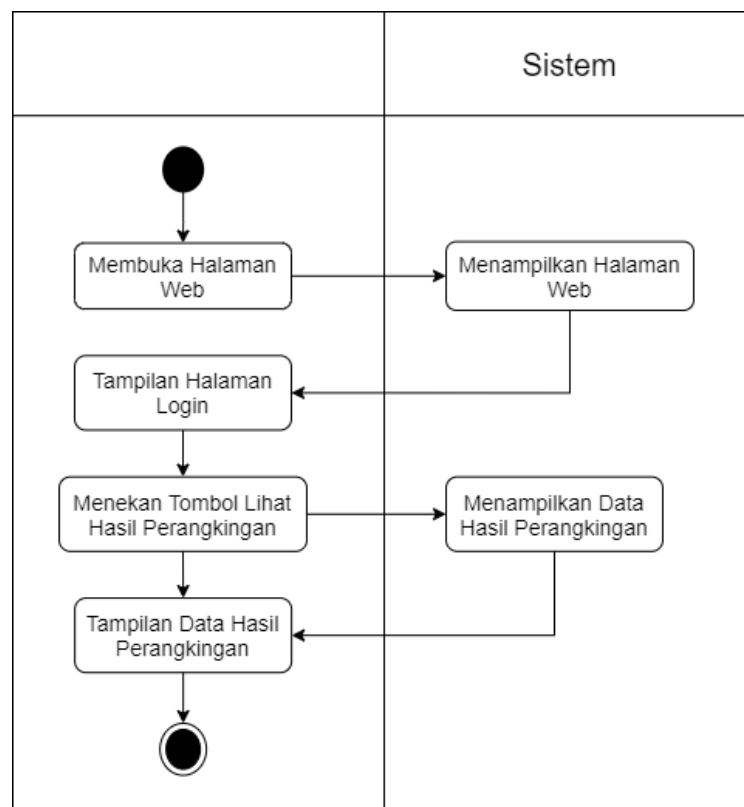 Sistem
Membuka Halaman
Web
Menampilkan Halaman
Web
Tampilan Halaman
Login
Menekan Tombol Lihat
Hasil Perangkingan
Menampilkan Data
Hasil Perangkingan
Tampilan Data Hasil
Perangkingan